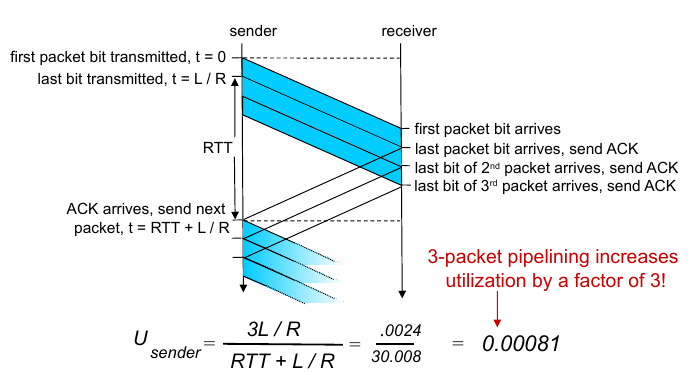 sender
receiver
first packet bit transmitted, t = 0
last bit transmitted, t = L / R
RTT
first packet bit arrives
last packet bit arrives, send ACK
last bit of 2nd packet arrives, send ACK
last bit of 3rd packet arrives, send ACK
ACK arrives, send next
packet, t = RTT + L / R
3-packet pipelining increases
utilization by a factor of 3!
U sender = 3L / R / RTT + L / R = .0024 / 30.008 = 0.00081